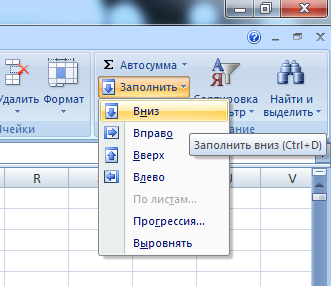 Σ Автосумма
Удалить Формат
Заполнить
Сортировка Найти и
выделить
Ячейки
Вниз
Вправо
Заполнить вниз (Ctrl+D)
Вверх
Влево
По листам...
Прогрессия...
Выровнять
R
U V